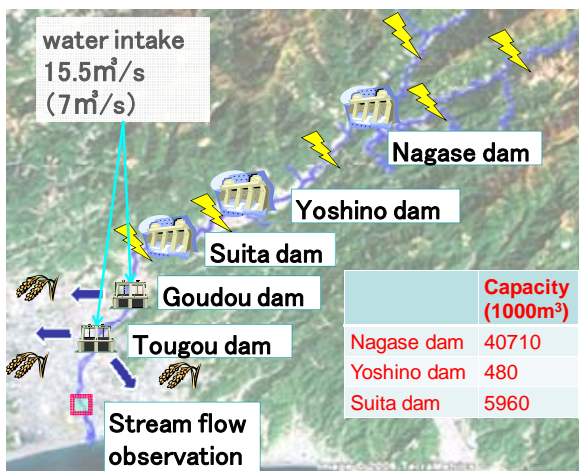 water intake
15.5㎥/s
(7㎥/s)
Nagase dam
Yoshino dam
Suita dam
Goudou dam
Tougou dam
Stream flow
observation
Capacity
(1000m³)
Nagase dam 40710
Yoshino dam 480
Suita dam 5960